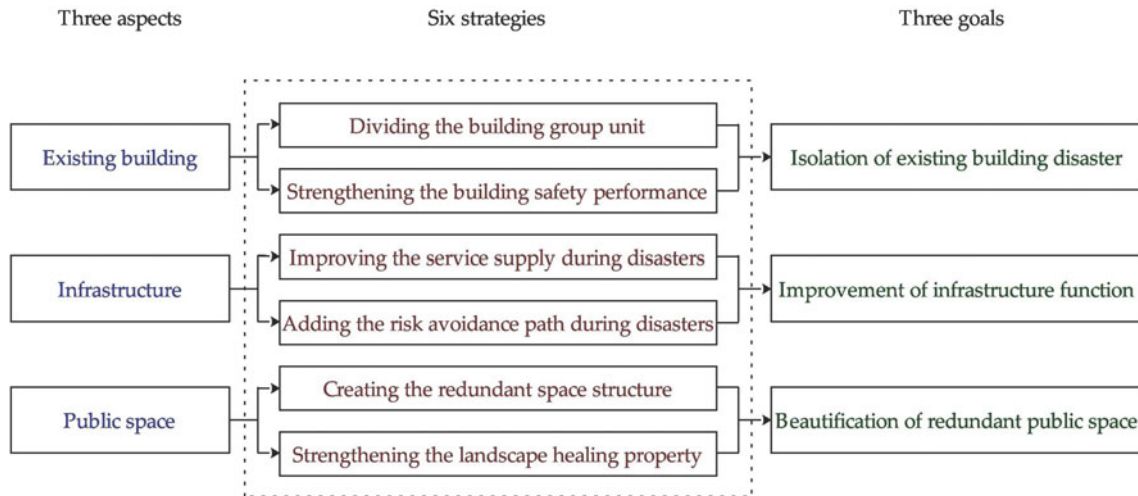 Three aspects
Six strategies
Three goals
Existing building
Dividing the building group unit
Strengthening the building safety performance
Isolation of existing building disaster
Infrastructure
Improving the service supply during disasters
Adding the risk avoidance path during disasters
Improvement of infrastructure function
Public space
Creating the redundant space structure
Strengthening the landscape healing property
Beautification of redundant public space